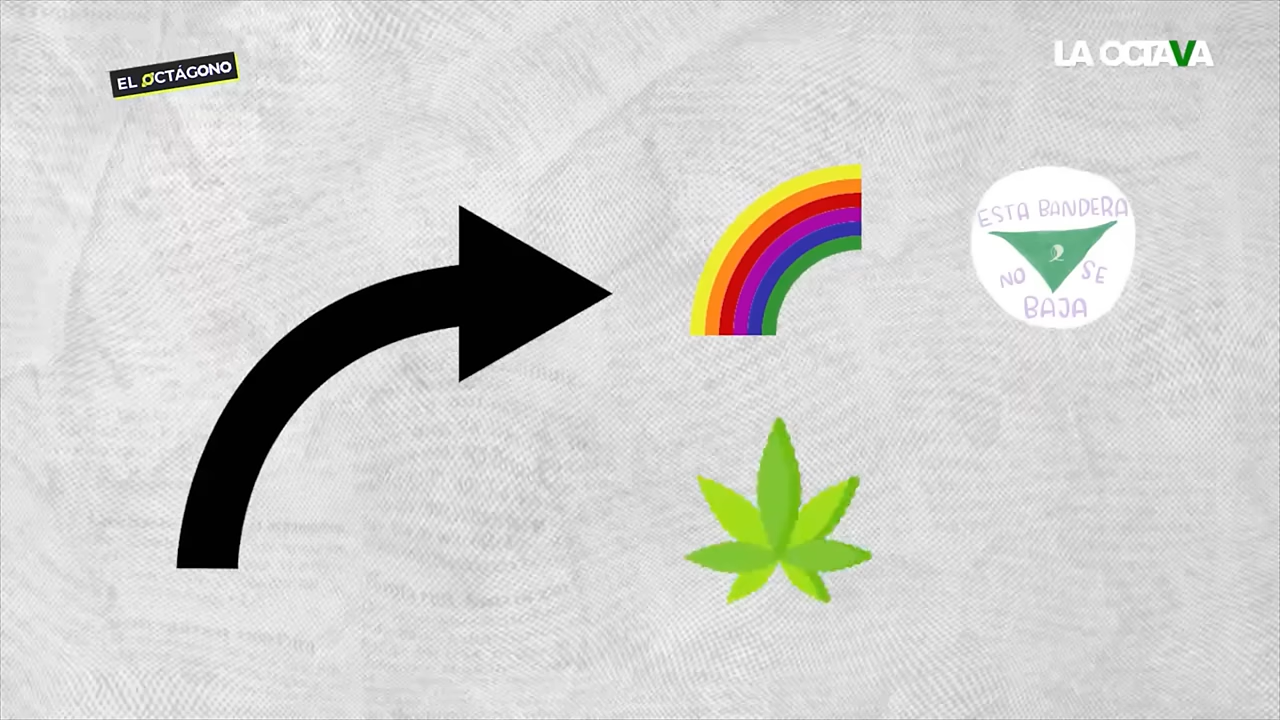 EL OCTÁGONO
LA OCTAVA
ESTA BANDERA
NO SE
BAJA